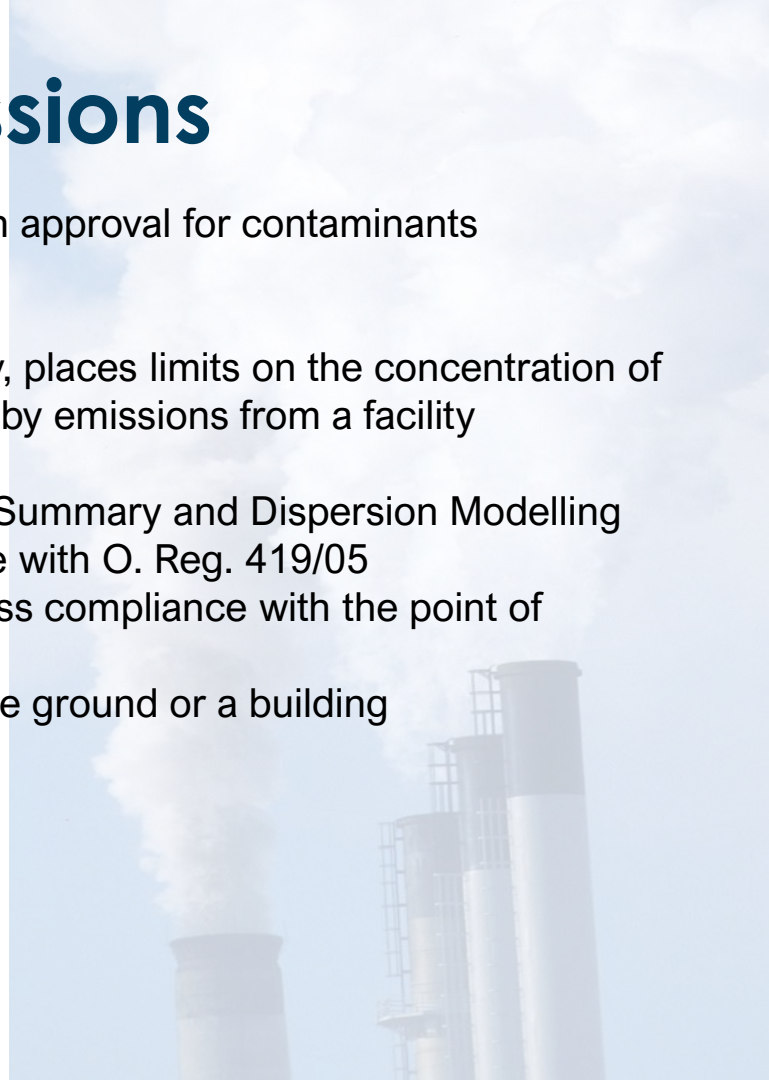 ssions
n approval for contaminants
, places limits on the concentration of
by emissions from a facility
Summary and Dispersion Modelling
e with O. Reg. 419/05
ss compliance with the point of
e ground or a building